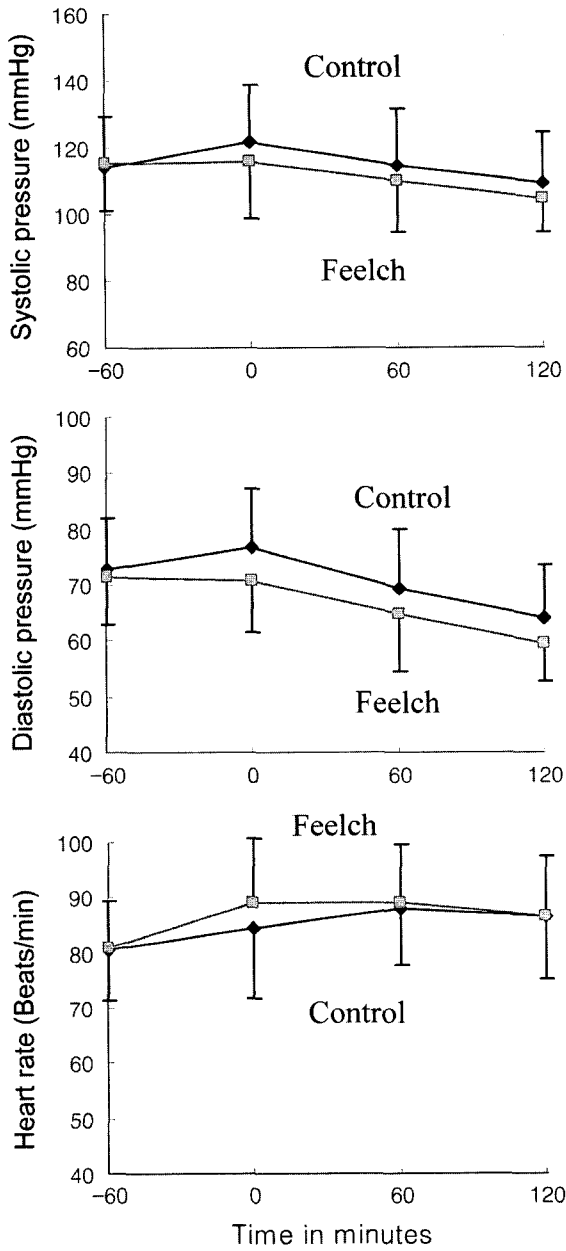 Systolic pressure (mmHg)
160
140
120
100
80
60
Control
Feelch
−60 0 60 120
Diastolic pressure (mmHg)
100
90
80
70
60
50
40
Control
Feelch
−60 0 60 120
Heart rate (Beats/min)
100
90
80
70
60
50
40
Feelch
Control
−60 0 60 120
Time in minutes